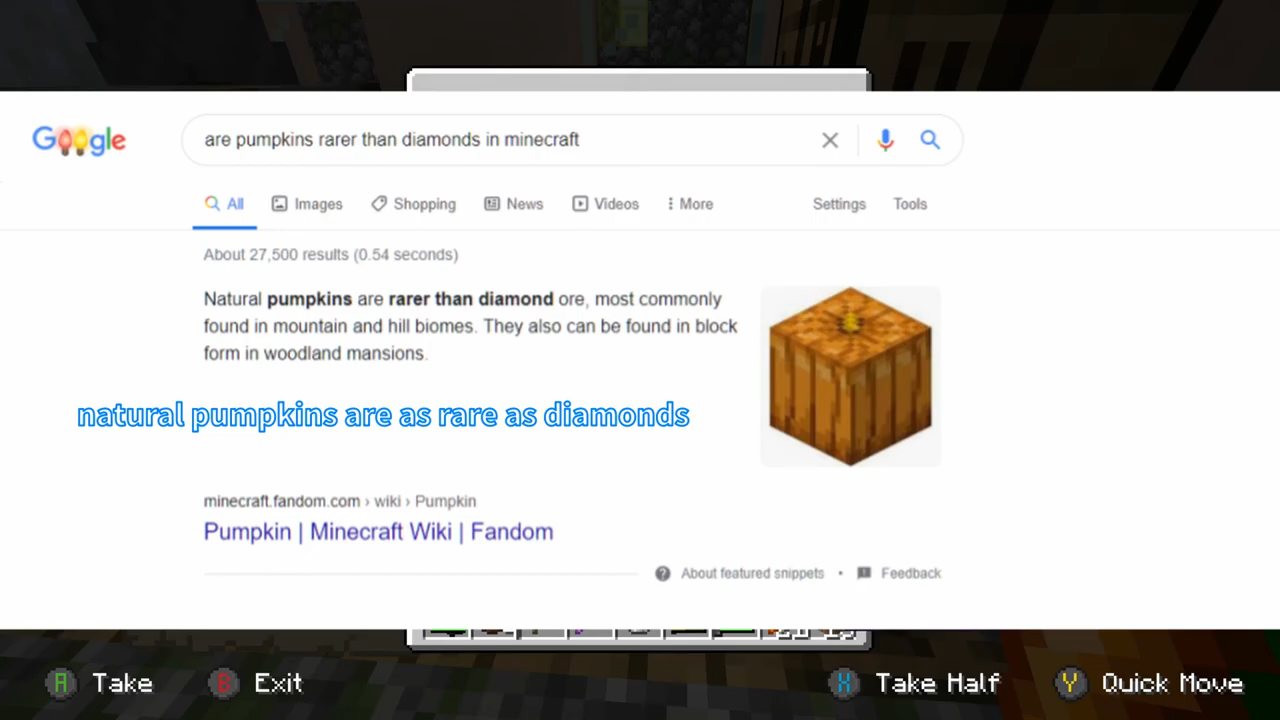 Google
are pumpkins rarer than diamonds in minecraft
All Images Shopping News Videos More Settings Tools
About 27,500 results (0.54 seconds)
Natural pumpkins are rarer than diamond ore, most commonly
found in mountain and hill biomes. They also can be found in block
form in woodland mansions.
natural pumpkins are as rare as diamonds
minecraft.fandom.com › wiki › Pumpkin
Pumpkin | Minecraft Wiki | Fandom
About featured snippets • Feedback
A Take B Exit X Take Half Y Quick Move